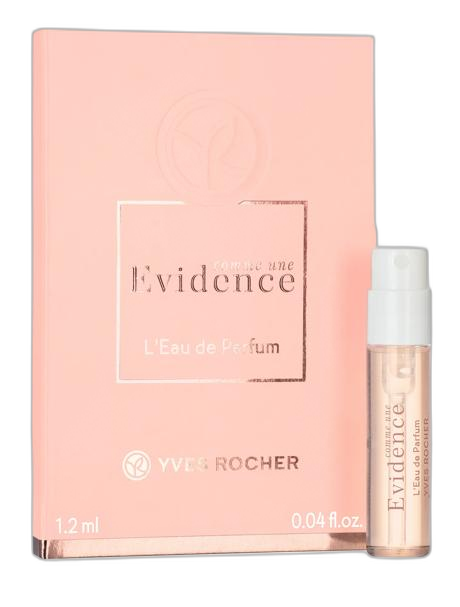 comme une
Evidence
L'Eau de Parfum
YVES ROCHER
1.2 ml
0.04 fl.oz.
comme une
Evidence
L'Eau de Parfum
YVES ROCHER